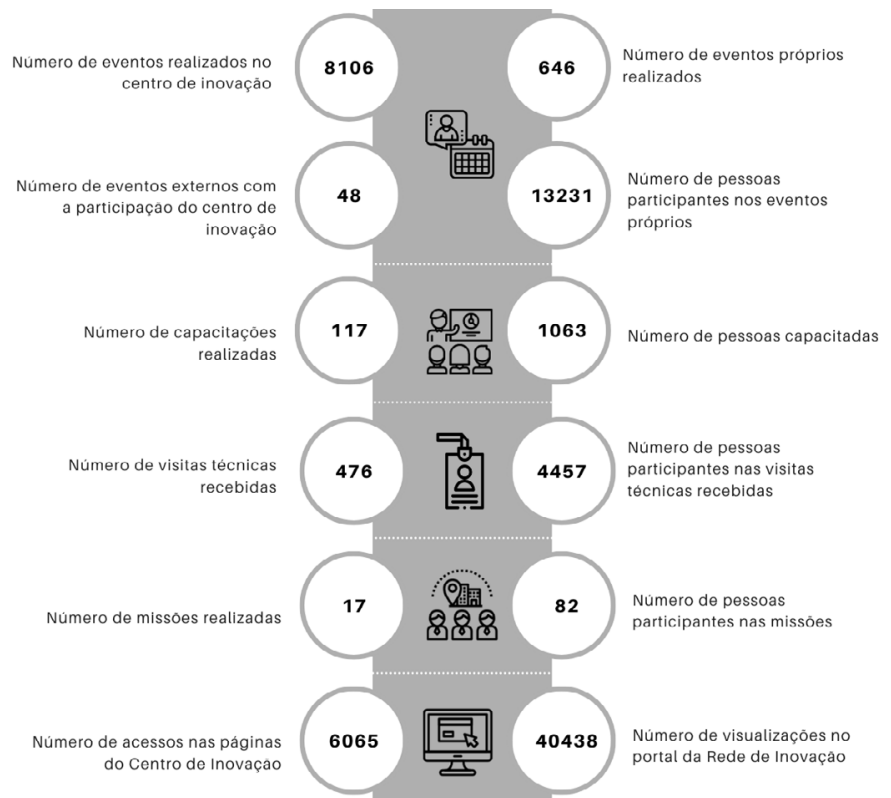 Número de eventos realizados no
centro de inovação
8106
646
Número de eventos próprios
realizados
Número de eventos externos com
a participação do centro de
inovação
48
13231
Número de pessoas
participantes nos eventos
próprios
Número de capacitações
realizadas
117
1063
Número de pessoas capacitadas
Número de visitas técnicas
recebidas
476
4457
Número de pessoas
participantes nas visitas
técnicas recebidas
Número de missões realizadas
17
82
Número de pessoas
participantes nas missões
Número de acessos nas páginas
do Centro de Inovação
6065
40438
Número de visualizações no
portal da Rede de Inovação